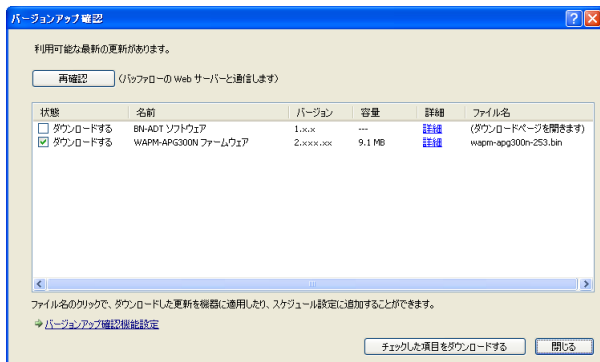 バージョンアップ確認
利用可能な最新の更新があります。
再確認 (バッファローの Web サーバーと通信します)
状態 名前 バージョン 容量 詳細 ファイル名
ダウンロードする BN-ADT ソフトウェア 1.x.x --- 詳細 (ダウンロードページを開きます)
ダウンロードする WAPM-APG300N ファームウェア 2.xxx.xx 9.1 MB 詳細 wapm-apg300n-253.bin
ファイル名のクリックで、ダウンロードした更新を機器に適用したり、スケジュール設定に追加することができます。
バージョンアップ確認機能設定
チェックした項目をダウンロードする 閉じる